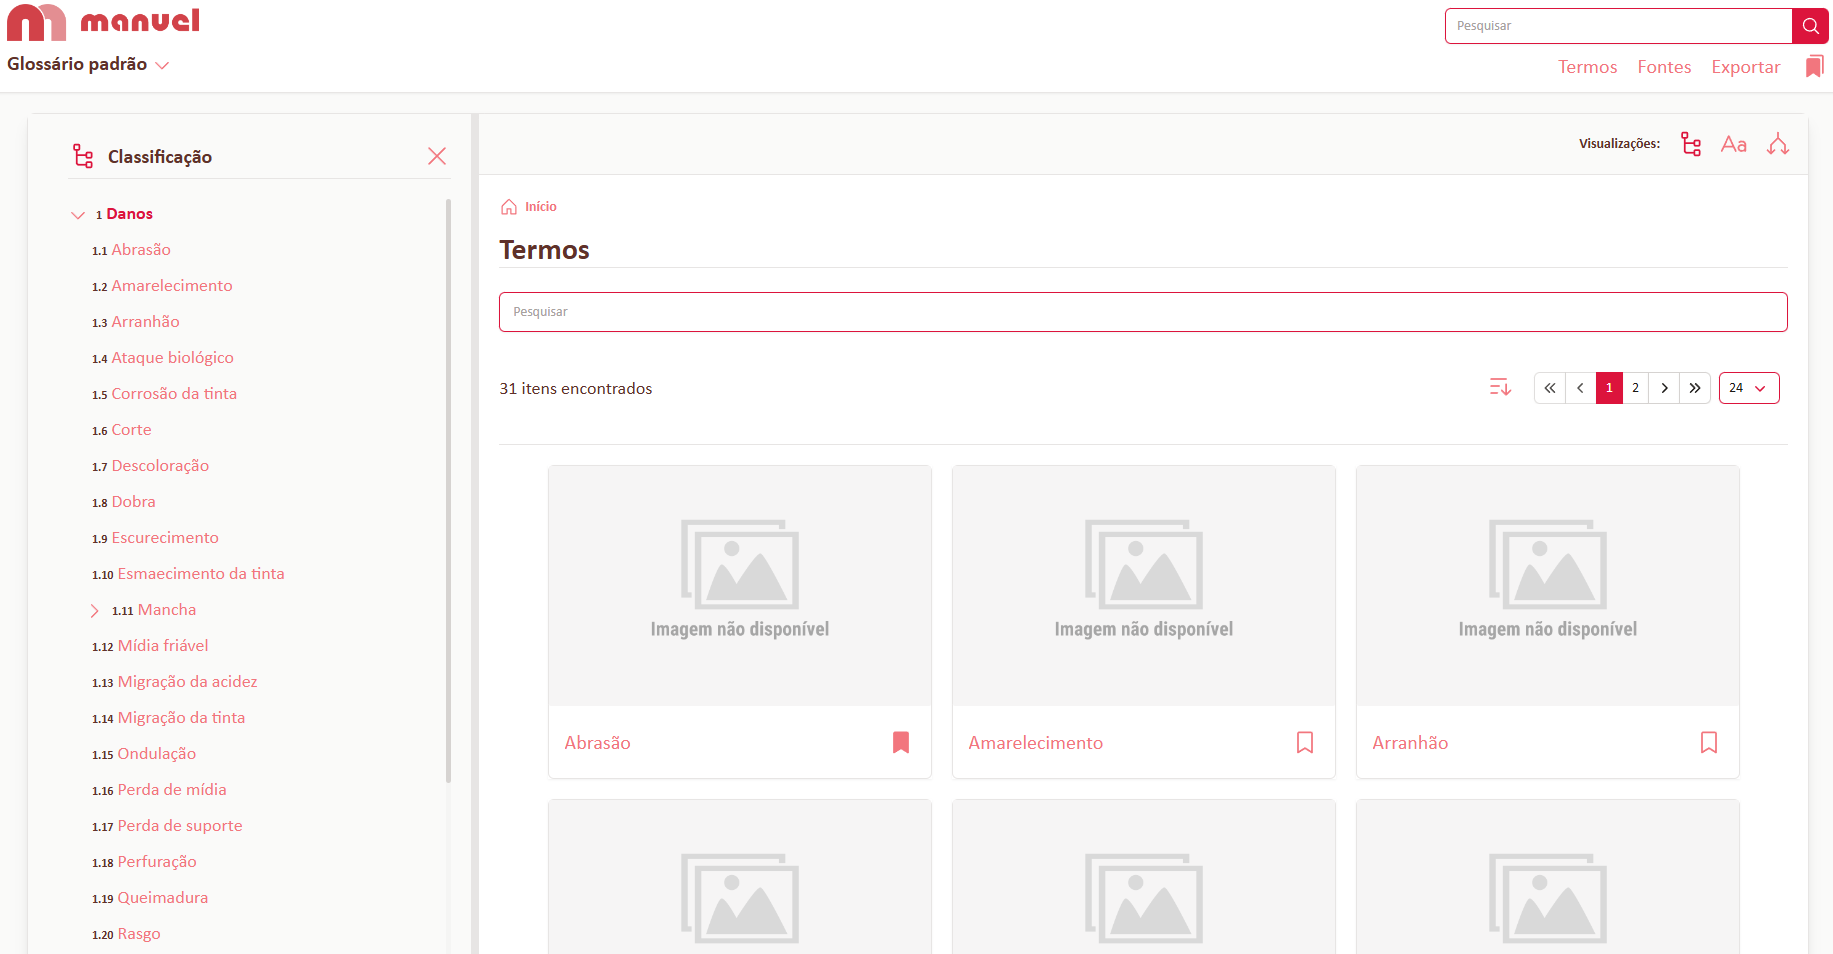 manuel
Pesquisar
Glossário padrão
Termos Fontes Exportar
Classificação
1 Danos
1.1 Abrasão
1.2 Amarelecimento
1.3 Arranhão
1.4 Ataque biológico
1.5 Corrosão da tinta
1.6 Corte
1.7 Descoloração
1.8 Dobra
1.9 Escurecimento
1.10 Esmaecimento da tinta
1.11 Mancha
1.12 Mídia friável
1.13 Migração da acidez
1.14 Migração da tinta
1.15 Ondulação
1.16 Perda de mídia
1.17 Perda de suporte
1.18 Perfuração
1.19 Queimadura
1.20 Rasgo
Visualizações: Aa
Início
Termos
Pesquisar
31 itens encontrados
« ‹ 1 2 › » 24
Imagem não disponível
Abrasão
Imagem não disponível
Amarelecimento
Imagem não disponível
Arranhão